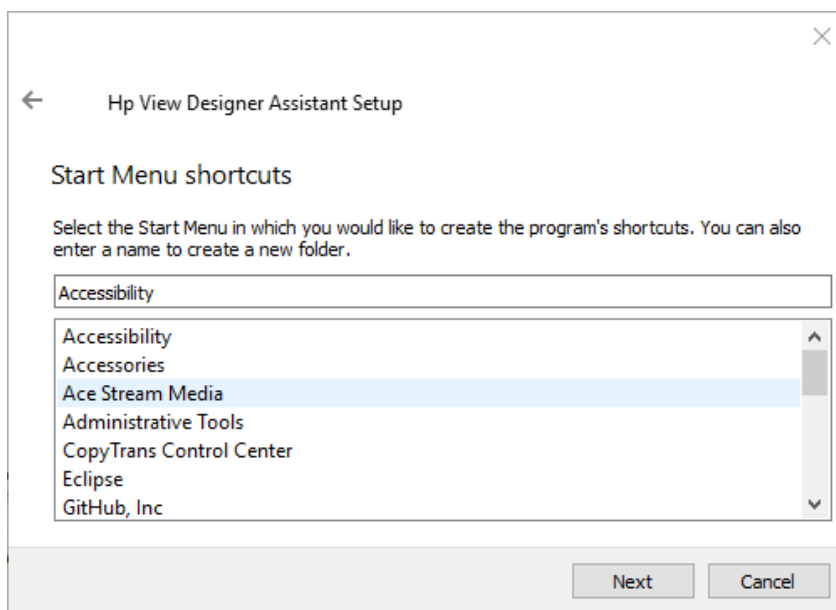 Hp View Designer Assistant Setup
Start Menu shortcuts
Select the Start Menu in which you would like to create the program's shortcuts. You can also
enter a name to create a new folder.
Accessibility
Accessibility
Accessories
Ace Stream Media
Administrative Tools
CopyTrans Control Center
Eclipse
GitHub, Inc
Next
Cancel